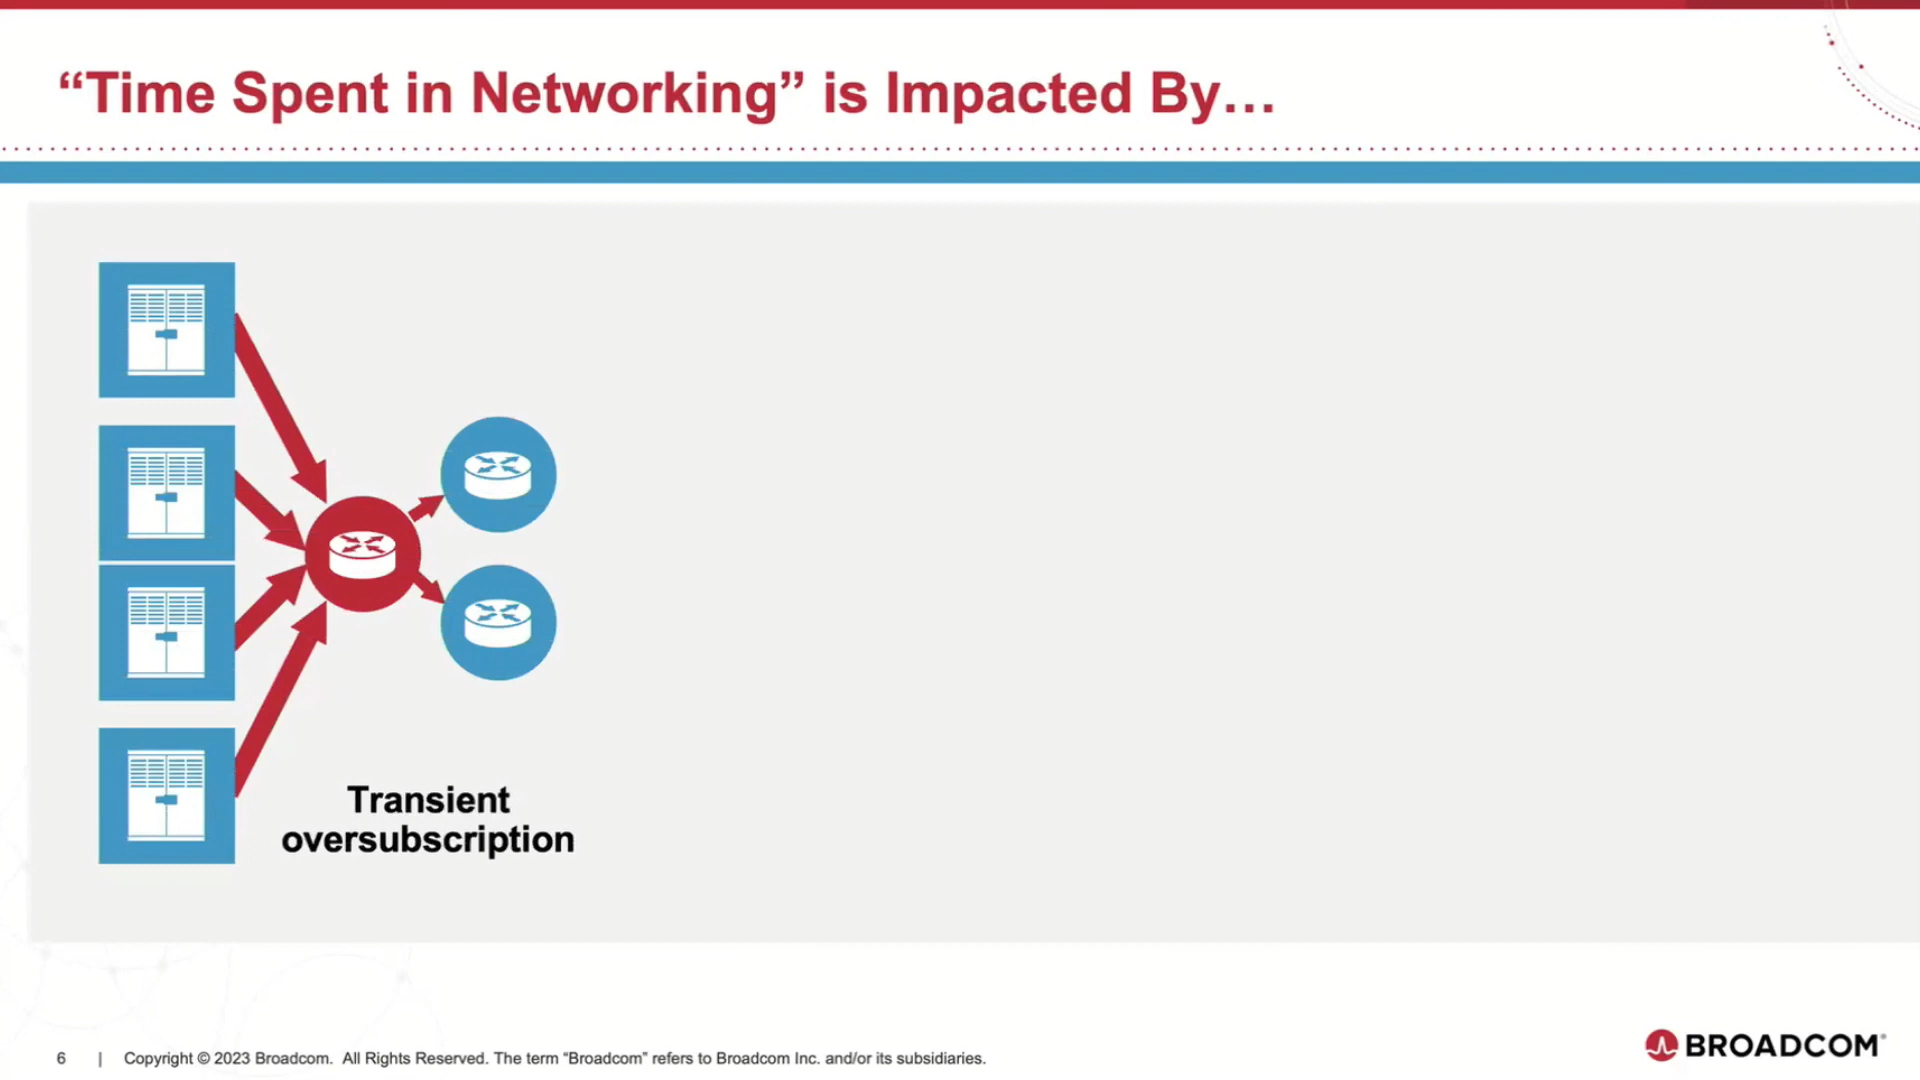 “Time Spent in Networking” is Impacted By…
Transient
oversubscription
6 | Copyright © 2023 Broadcom. All Rights Reserved. The term “Broadcom” refers to Broadcom Inc. and/or its subsidiaries.
BROADCOM®